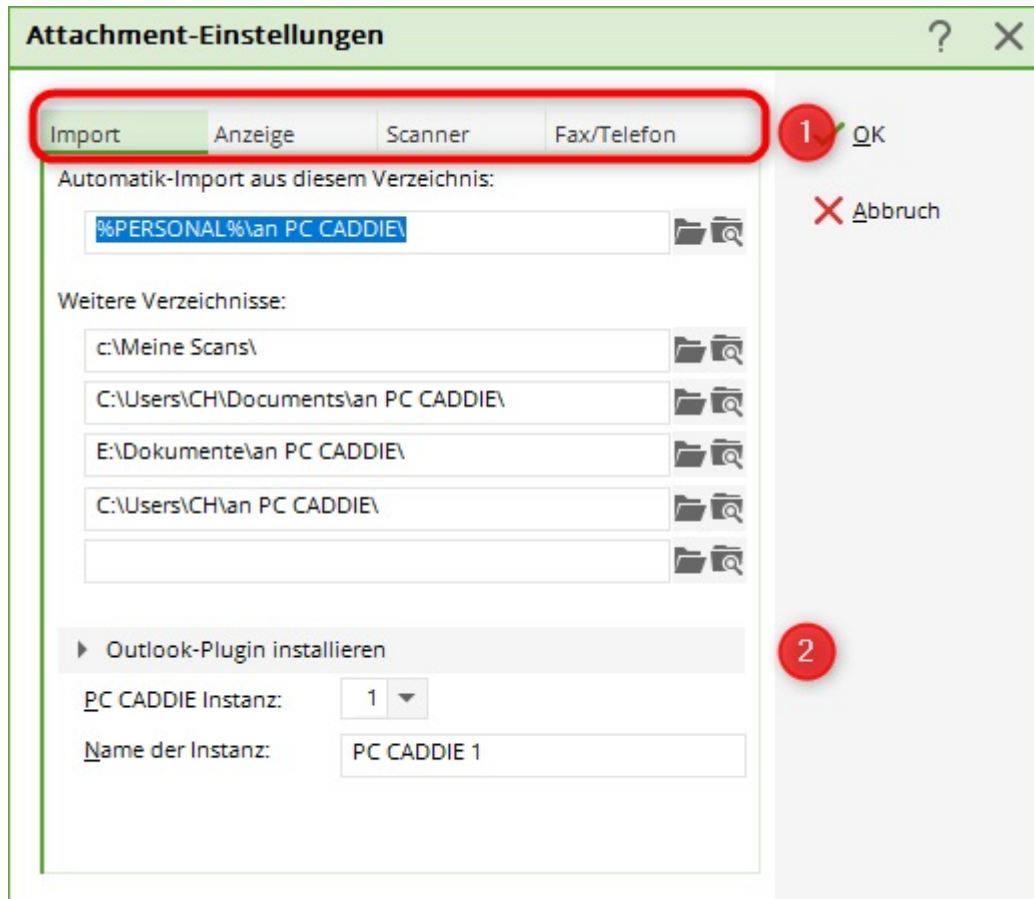 Attachment-Einstellungen ?
Import Anzeige Scanner Fax/Telefon 1 OK
Automatik-Import aus diesem Verzeichnis:
%PERSONAL%\an PC CADDIE\
Abbruch
Weitere Verzeichnisse:
c:\Meine Scans\
C:\Users\CH\Documents\an PC CADDIE\
E:\Dokumente\an PC CADDIE\
C:\Users\CH\an PC CADDIE\
Outlook-Plugin installieren 2
PC CADDIE Instanz: 1
Name der Instanz: PC CADDIE 1